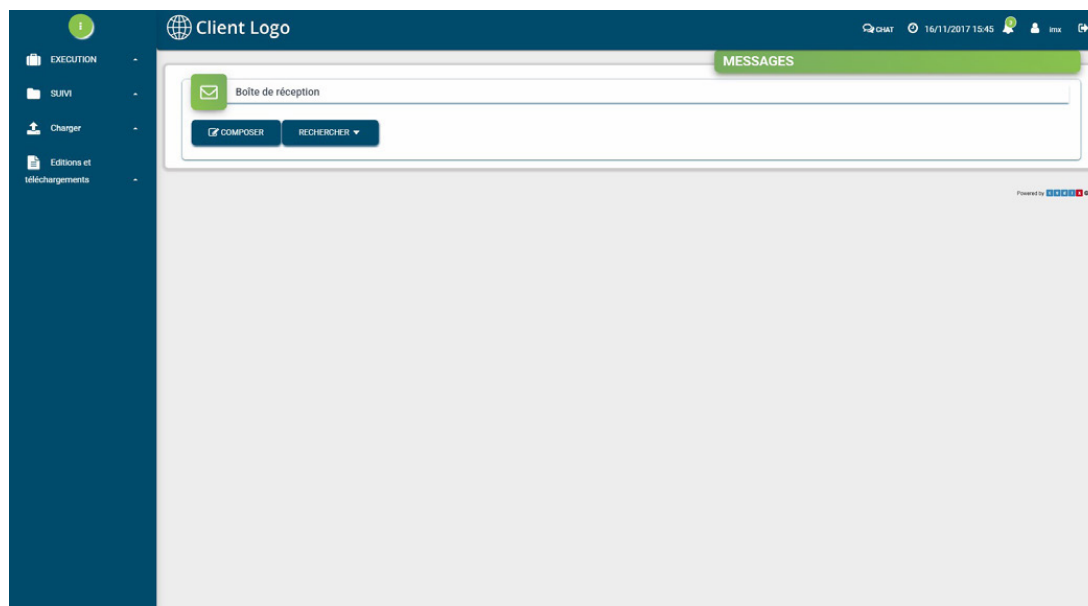 i
Client Logo
CHAT
16/11/2017 15:45
imx
EXECUTION
SUIVI
Charger
Editions et
téléchargements
MESSAGES
Boîte de réception
COMPOSER
RECHERCHER
Powered by